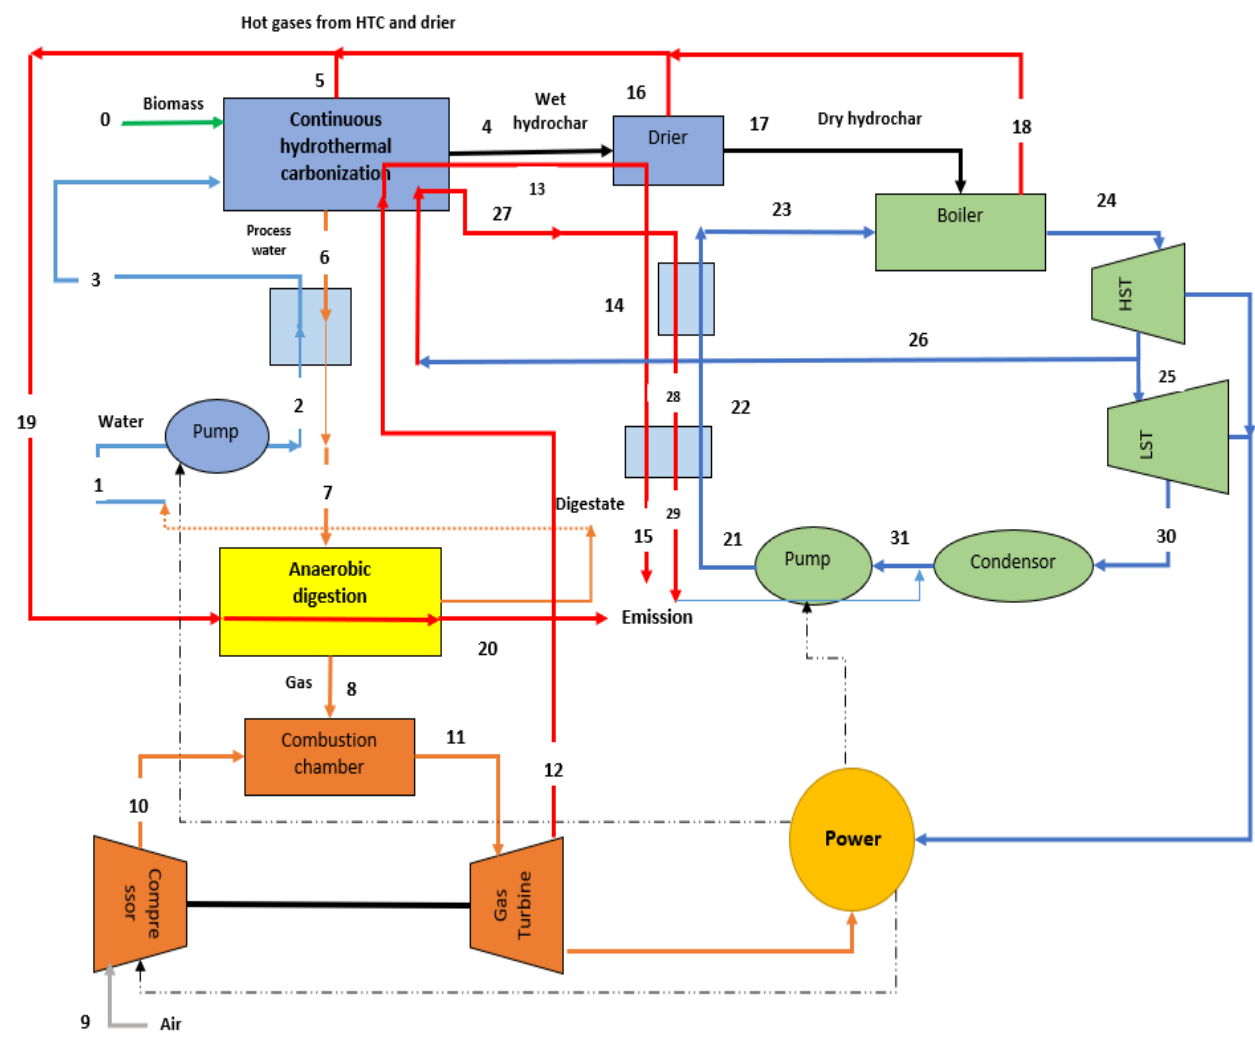 Hot gases from HTC and drier
5
16
0
Biomass
Continuous
hydrothermal
carbonization
4
Wet
hydrochar
Drier
17
Dry hydrochar
18
13
27
Process
water
6
3
14
23
Boiler
24
HST
26
25
19
Water
Pump
2
1
28
22
LST
7
Digestate
29
15
21
Pump
31
Condensor
30
Anaerobic
digestion
Emission
20
Gas
8
Combustion
chamber
11
12
10
Compre
ssor
Gas
Turbine
Power
9
Air